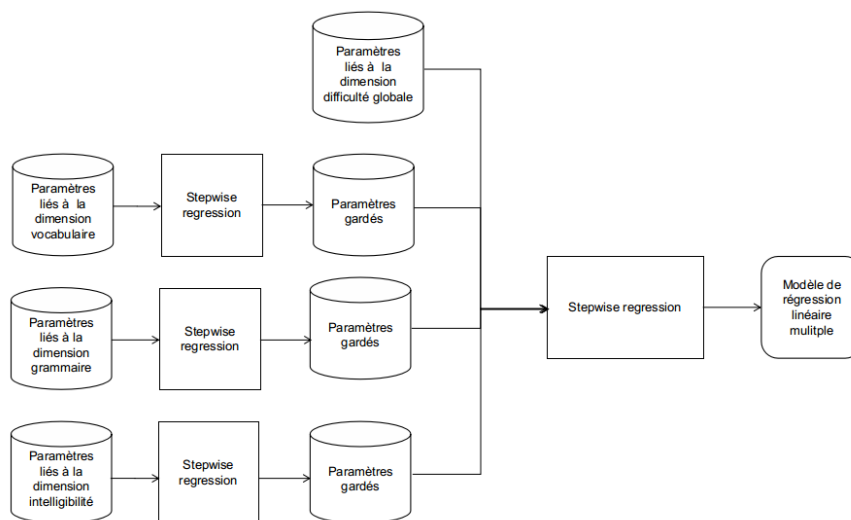 Paramètres
liés à la
dimension
difficulté globale
Paramètres
liés à la
dimension
vocabulaire
Stepwise
regression
Paramètres
gardés
Paramètres
liés à la
dimension
grammaire
Stepwise
regression
Paramètres
gardés
Stepwise regression
Modèle de
régression
linéaire
mulitple
Paramètres
liés à la
dimension
intelligibilité
Stepwise
regression
Paramètres
gardés